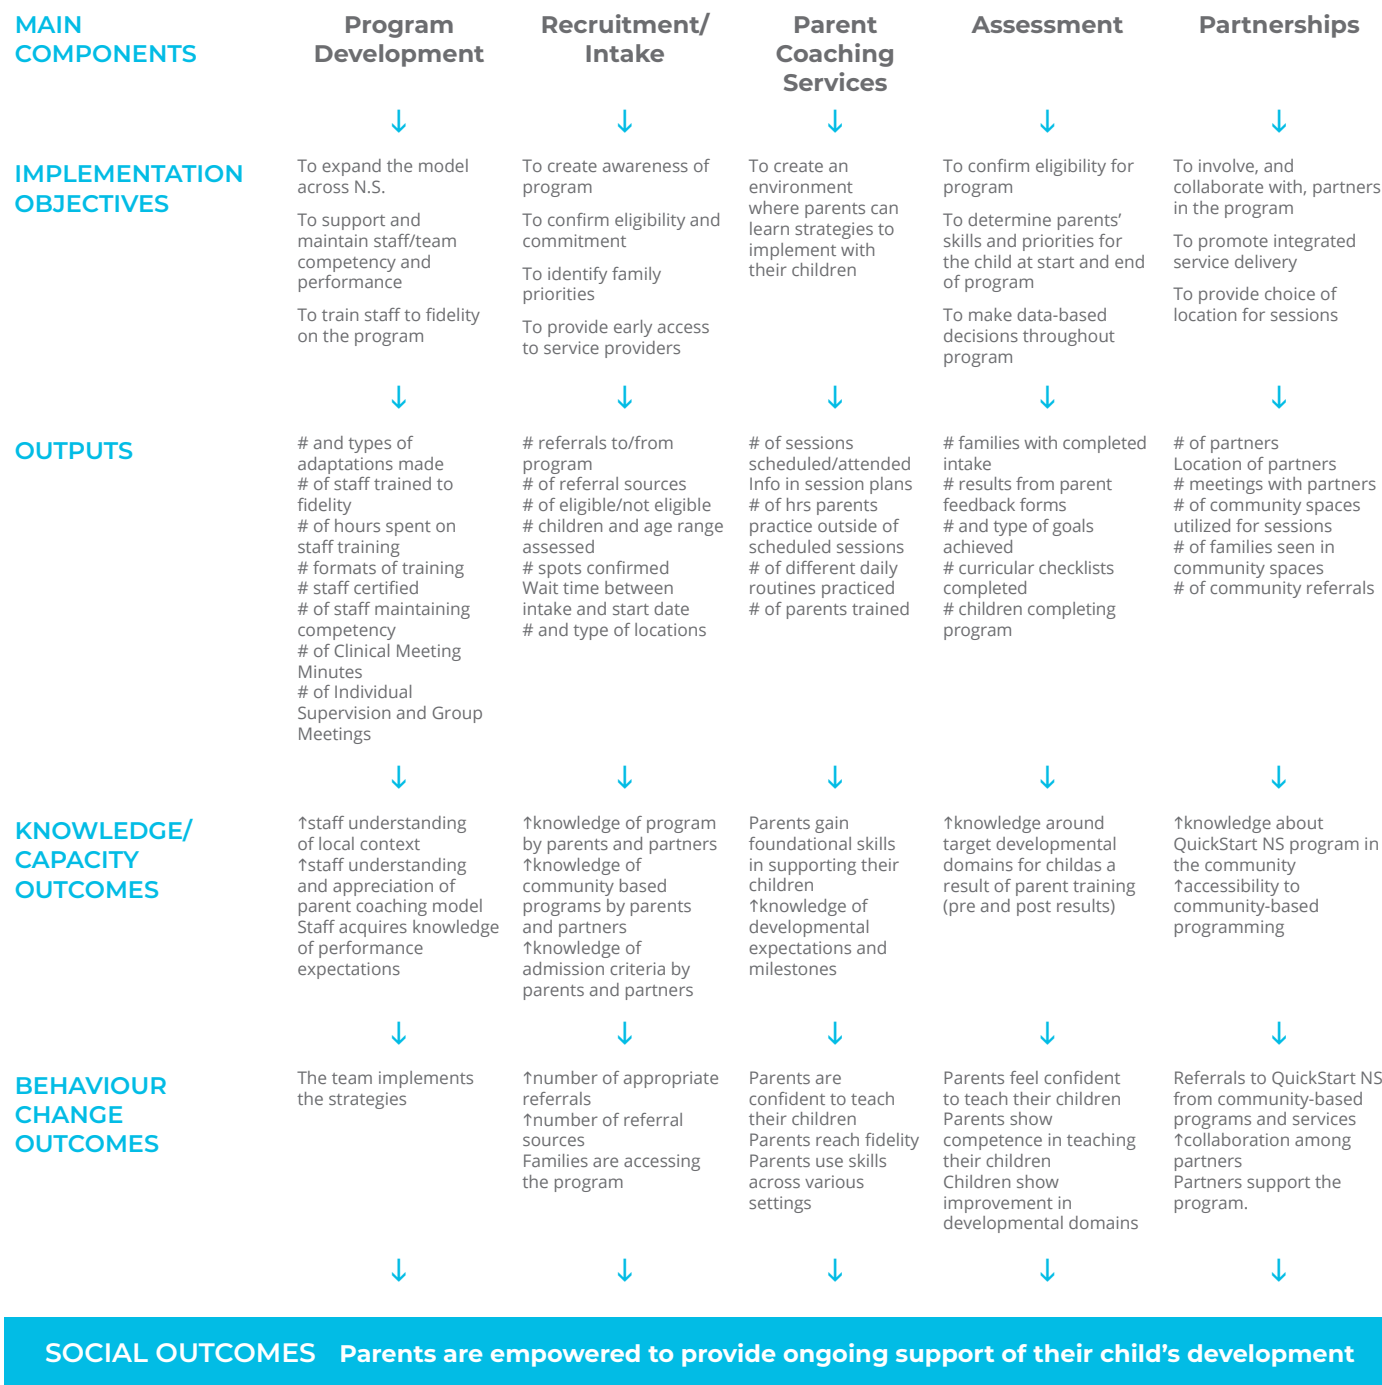 MAIN
COMPONENTS
Program
Development
Recruitment/
Intake
Parent
Coaching
Services
Assessment
Partnerships
↓ ↓ ↓ ↓ ↓
IMPLEMENTATION
OBJECTIVES
To expand the model
across N.S.
To support and
maintain staff/team
competency and
performance
To train staff to fidelity
on the program
To create awareness of
program
To confirm eligibility and
commitment
To identify family
priorities
To provide early access
to service providers
To create an
environment
where parents can
learn strategies to
implement with
their children
To confirm eligibility for
program
To determine parents’
skills and priorities for
the child at start and end
of program
To make data-based
decisions throughout
program
To involve, and
collaborate with, partners
in the program
To promote integrated
service delivery
To provide choice of
location for sessions
↓ ↓ ↓ ↓ ↓
OUTPUTS
# and types of
adaptations made
# of staff trained to
fidelity
# of hours spent on
staff training
# formats of training
# staff certified
# of staff maintaining
competency
# of Clinical Meeting
Minutes
# of Individual
Supervision and Group
Meetings
# referrals to/from
program
# of referral sources
# of eligible/not eligible
# children and age range
assessed
# spots confirmed
Wait time between
intake and start date
# and type of locations
# of sessions
scheduled/attended
Info in session plans
# of hrs parents
practice outside of
scheduled sessions
# of different daily
routines practiced
# of parents trained
# families with completed
intake
# results from parent
feedback forms
# and type of goals
achieved
# curricular checklists
completed
# children completing
program
# of partners
Location of partners
# meetings with partners
# of community spaces
utilized for sessions
# of families seen in
community spaces
# of community referrals
↓ ↓ ↓ ↓ ↓
KNOWLEDGE/
CAPACITY
OUTCOMES
↑staff understanding
of local context
↑staff understanding
and appreciation of
parent coaching model
Staff acquires knowledge
of performance
expectations
↑knowledge of program
by parents and partners
↑knowledge of
community based
programs by parents
and partners
↑knowledge of
admission criteria by
parents and partners
Parents gain
foundational skills
in supporting their
children
↑knowledge of
developmental
expectations and
milestones
↑knowledge around
target developmental
domains for childas a
result of parent training
(pre and post results)
↑knowledge about
QuickStart NS program in
the community
↑accessibility to
community-based
programming
↓ ↓ ↓ ↓ ↓
BEHAVIOUR
CHANGE
OUTCOMES
The team implements
the strategies
↑number of appropriate
referrals
↑number of referral
sources
Families are accessing
the program
Parents are
confident to teach
their children
Parents reach fidelity
Parents use skills
across various
settings
Parents feel confident
to teach their children
Parents show
competence in teaching
their children
Children show
improvement in
developmental domains
Referrals to QuickStart NS
from community-based
programs and services
↑collaboration among
partners
Partners support the
program.
↓ ↓ ↓ ↓ ↓
SOCIAL OUTCOMES Parents are empowered to provide ongoing support of their child’s development